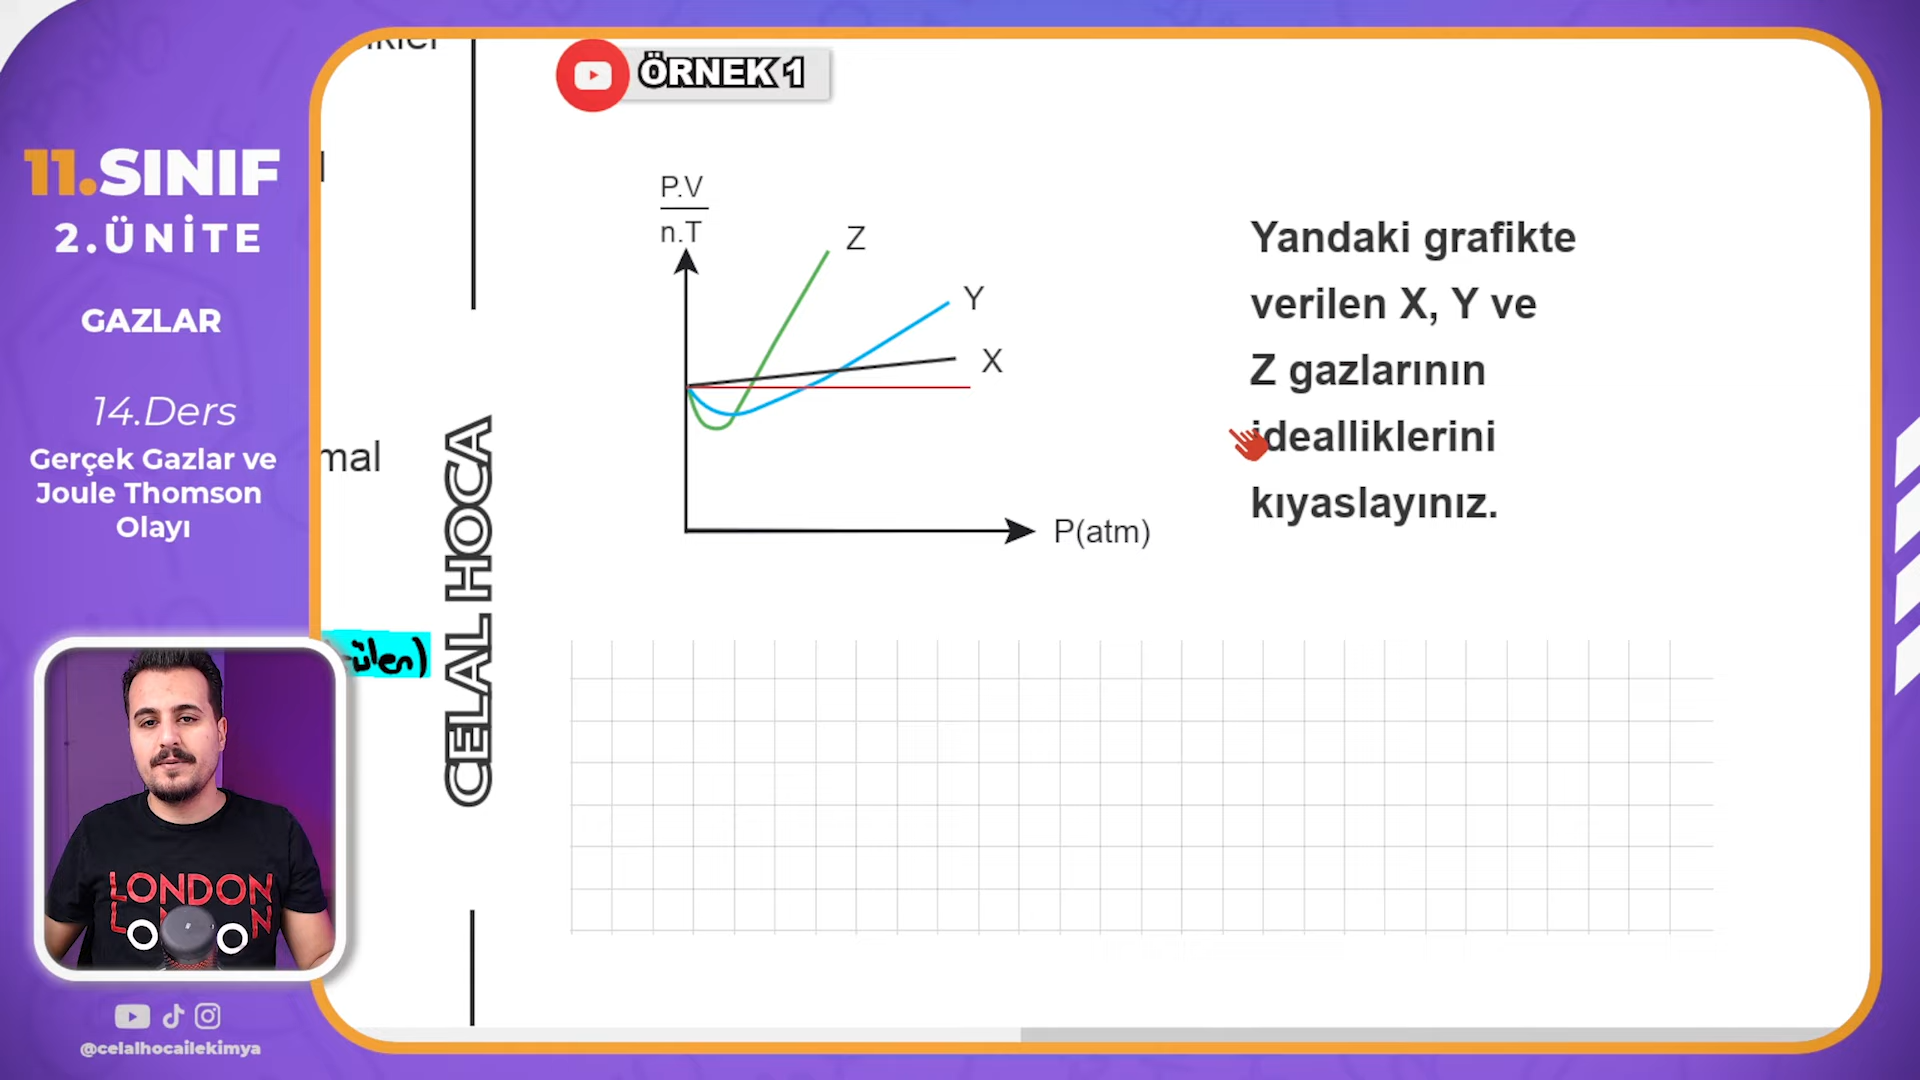 11.SINIF
2.ÜNİTE
GAZLAR
14.Ders
Gerçek Gazlar ve
Joule Thomson
Olayı
mal
ülen)
CELAL HOCA
ÖRNEK 1
P.V
n.T
Z
Y
X
P(atm)
Yandaki grafikte
verilen X, Y ve
Z gazlarının
idealliklerini
kıyaslayınız.
LONDON
@celalhocailekimya